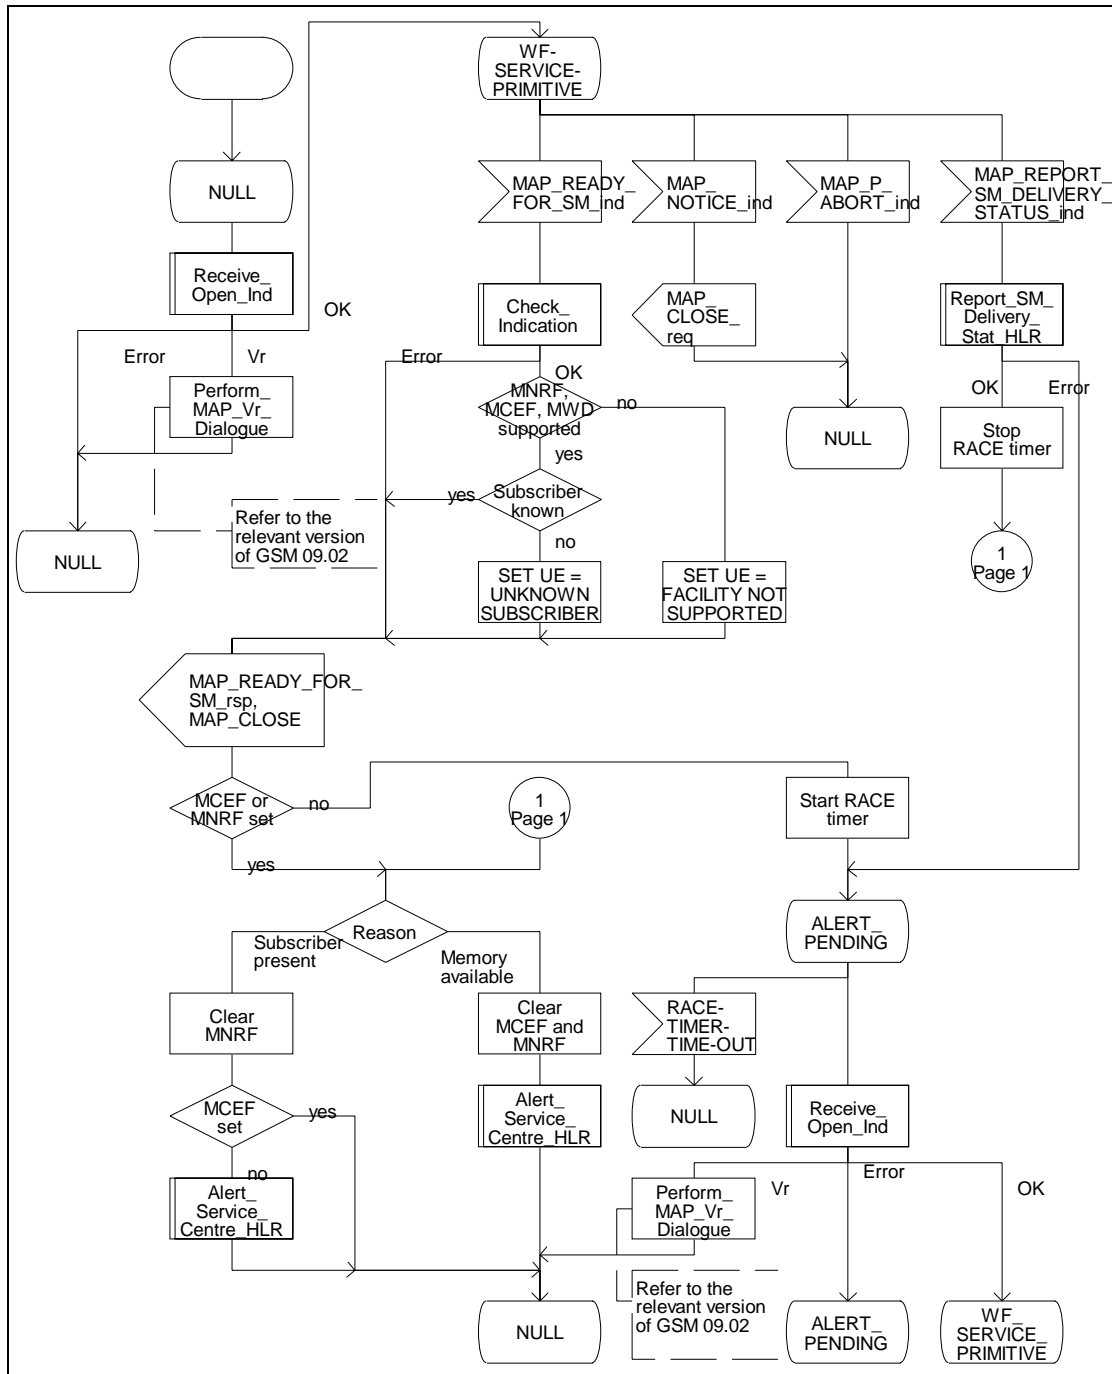 WF-
SERVICE-
PRIMITIVE
NULL
MAP_READY_
FOR_SM_ind
MAP_
NOTICE_ind
MAP_P_
ABORT_ind
MAP_REPORT_
SM_DELIVERY_
STATUS_ind
Receive_
Open_Ind
OK
Error
Vr
Perform_
MAP_Vr_
Dialogue
NULL
Check_
Indication
MAP_
CLOSE_
req
Report_SM_
Delivery_
Stat_HLR
Error
OK
MNRF,
MCEF, MWD
supported
no
yes
NULL
OK
Error
Stop
RACE timer
1
Page 1
yes
Subscriber
known
no
Refer to the
relevant version
of GSM 09.02
SET UE =
UNKNOWN
SUBSCRIBER
SET UE =
FACILITY NOT
SUPPORTED
MAP_READY_FOR_
SM_rsp,
MAP_CLOSE
MCEF or
MNRF set
no
yes
1
Page 1
Start RACE
timer
Reason
Subscriber
present
Memory
available
ALERT_
PENDING
Clear
MNRF
Clear
MCEF and
MNRF
RACE-
TIMER-
TIME-OUT
MCEF
set
yes
no
Alert_
Service_
Centre_HLR
NULL
Receive_
Open_Ind
Alert_
Service_
Centre_HLR
Vr
Error
OK
Perform_
MAP_Vr_
Dialogue
Refer to the
relevant version
of GSM 09.02
NULL
ALERT_
PENDING
WF_
SERVICE_
PRIMITIVE